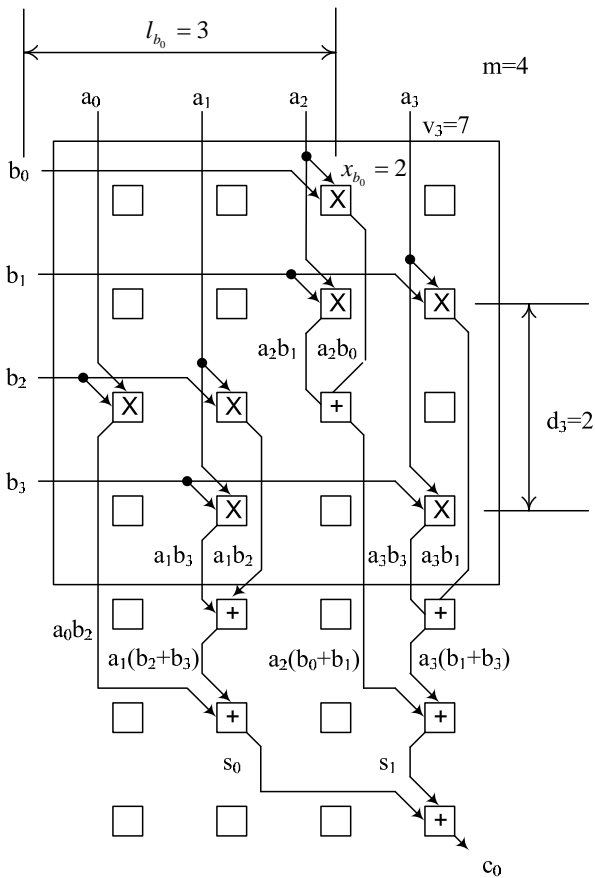 l_{b_0} = 3
m=4
a₀ a₁ a₂ a₃
v₃=7
b₀ x_{b_0} = 2
X
b₁
X X
a₂b₁ a₂b₀
b₂
X X +
d₃=2
b₃
X X
a₁b₃ a₁b₂ a₃b₃ a₃b₁
+ +
a₀b₂
a₁(b₂+b₃) a₂(b₀+b₁) a₃(b₁+b₃)
+ +
s₀ s₁
+
c₀